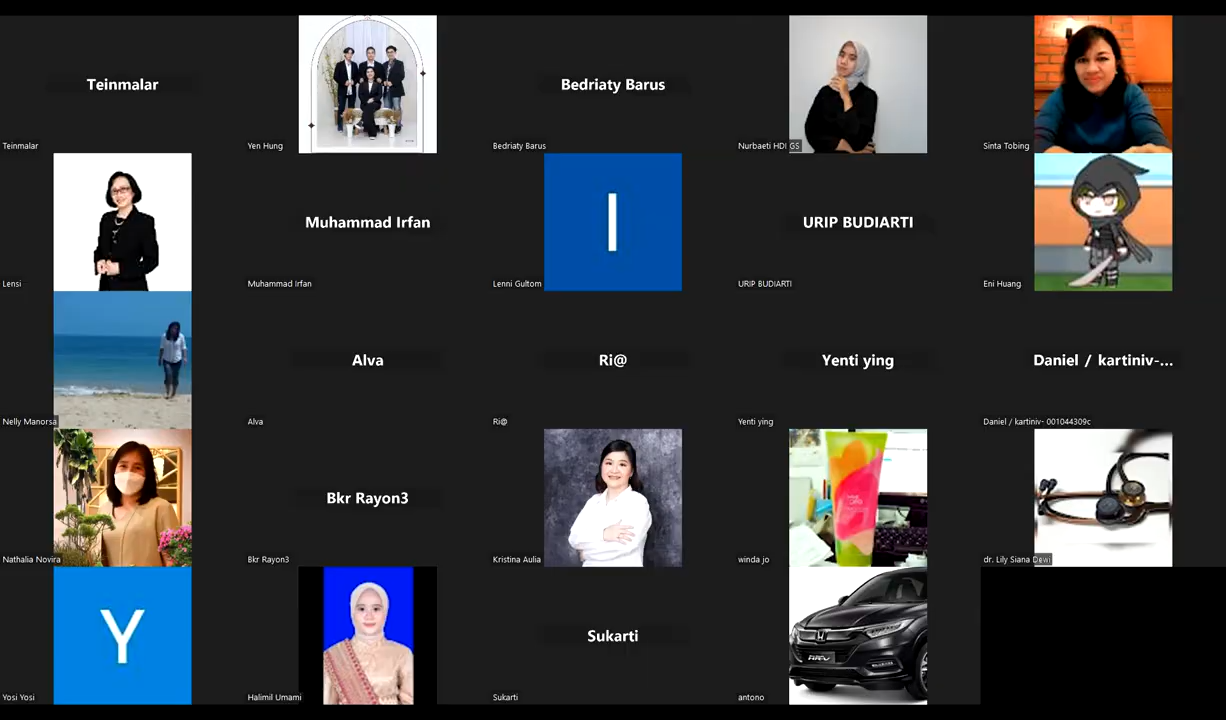 Teinmalar
Teinmalar
Yen Hung
Bedriaty Barus
Bedriaty Barus
Nurbaeti HDI GS
Sinta Tobing
Lensi
Muhammad Irfan
Muhammad Irfan
I
Lenni Gultom
URIP BUDIARTI
URIP BUDIARTI
Eni Huang
Nelly Manorsa
Alva
Alva
Ri@
Ri@
Yenti ying
Yenti ying
Daniel / kartiniv-...
Daniel / kartiniv- 001044309c
Nathalia Novira
Bkr Rayon3
Bkr Rayon3
Kristina Aulia
winda jo
dr. Lily Siana Dewi
Y
Yosi Yosi
Halimil Umami
Sukarti
Sukarti
antono